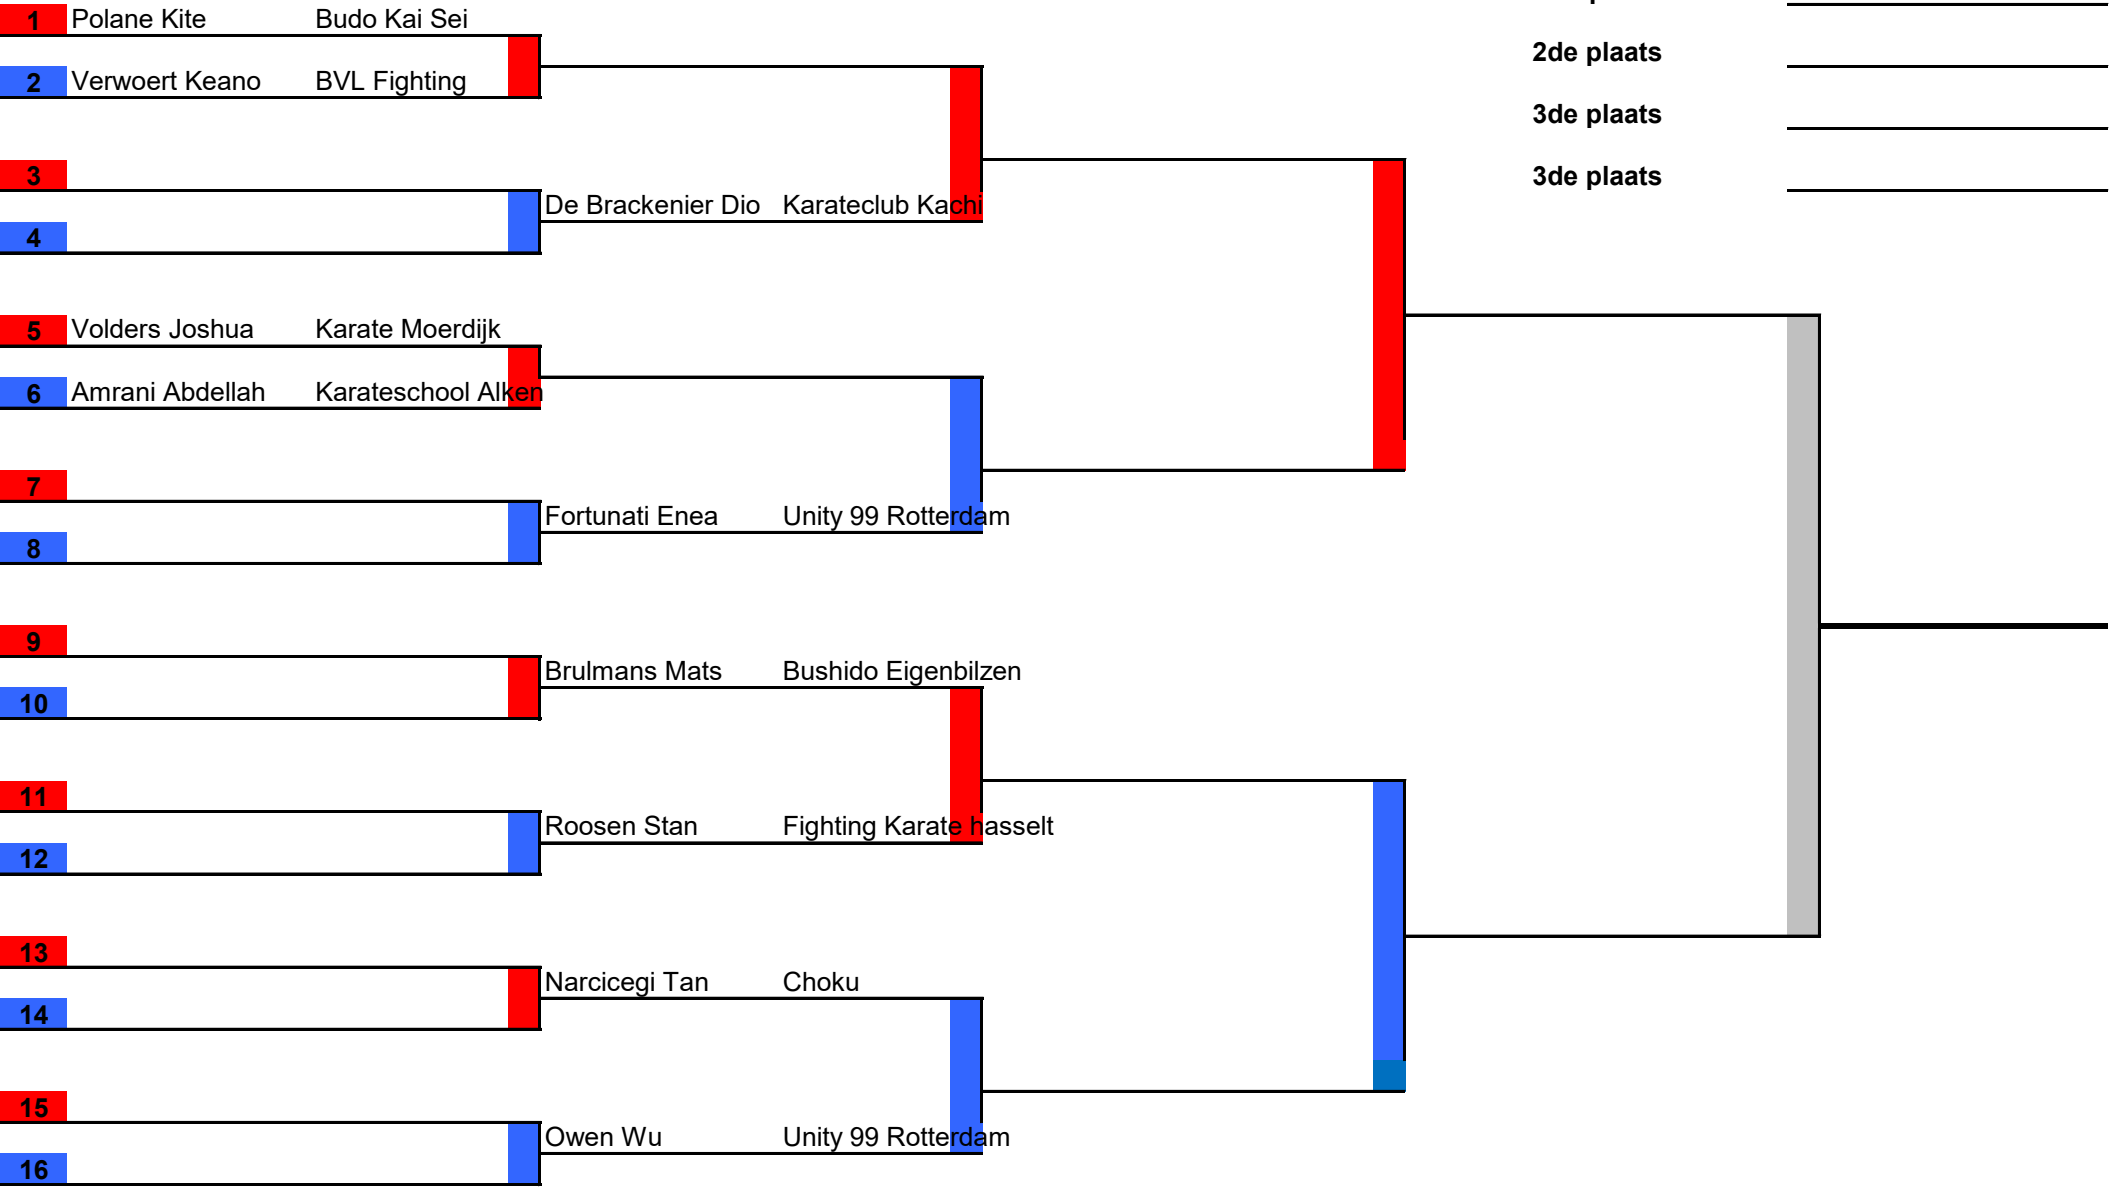 1 Polane Kite Budo Kai Sei
2de plaats
2 Verwoert Keano BVL Fighting
3de plaats
3
3de plaats
De Brackenier Dio Karateclub Kachi
4
5 Volders Joshua Karate Moerdijk
6 Amrani Abdellah Karateschool Alken
7
Fortunati Enea Unity 99 Rotterdam
8
9
Brulmans Mats Bushido Eigenbilzen
10
11
Roosen Stan Fighting Karate hasselt
12
13
Narcicegi Tan Choku
14
15
Owen Wu Unity 99 Rotterdam
16